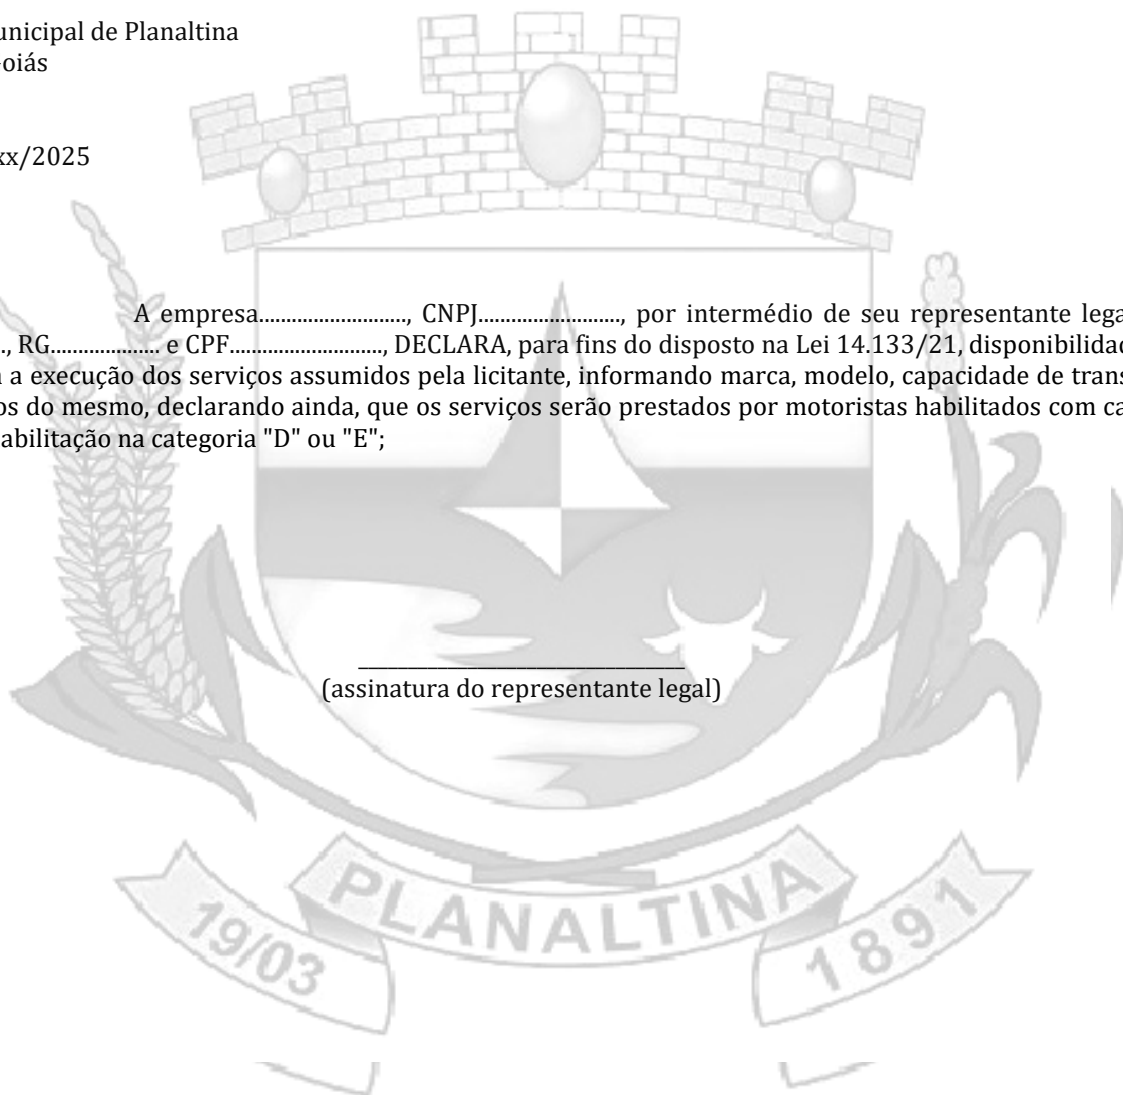 unicipal de Planaltina
oiás
xx/2025
A empresa..........................., CNPJ.........................., por intermédio de seu representante lega
., RG.................... e CPF............................, DECLARA, para fins do disposto na Lei 14.133/21, disponibilidad
a execução dos serviços assumidos pela licitante, informando marca, modelo, capacidade de trans
os do mesmo, declarando ainda, que os serviços serão prestados por motoristas habilitados com ca
abilitação na categoria "D" ou "E";
______________________________
(assinatura do representante legal)
PLANALTINA
19/03
1891